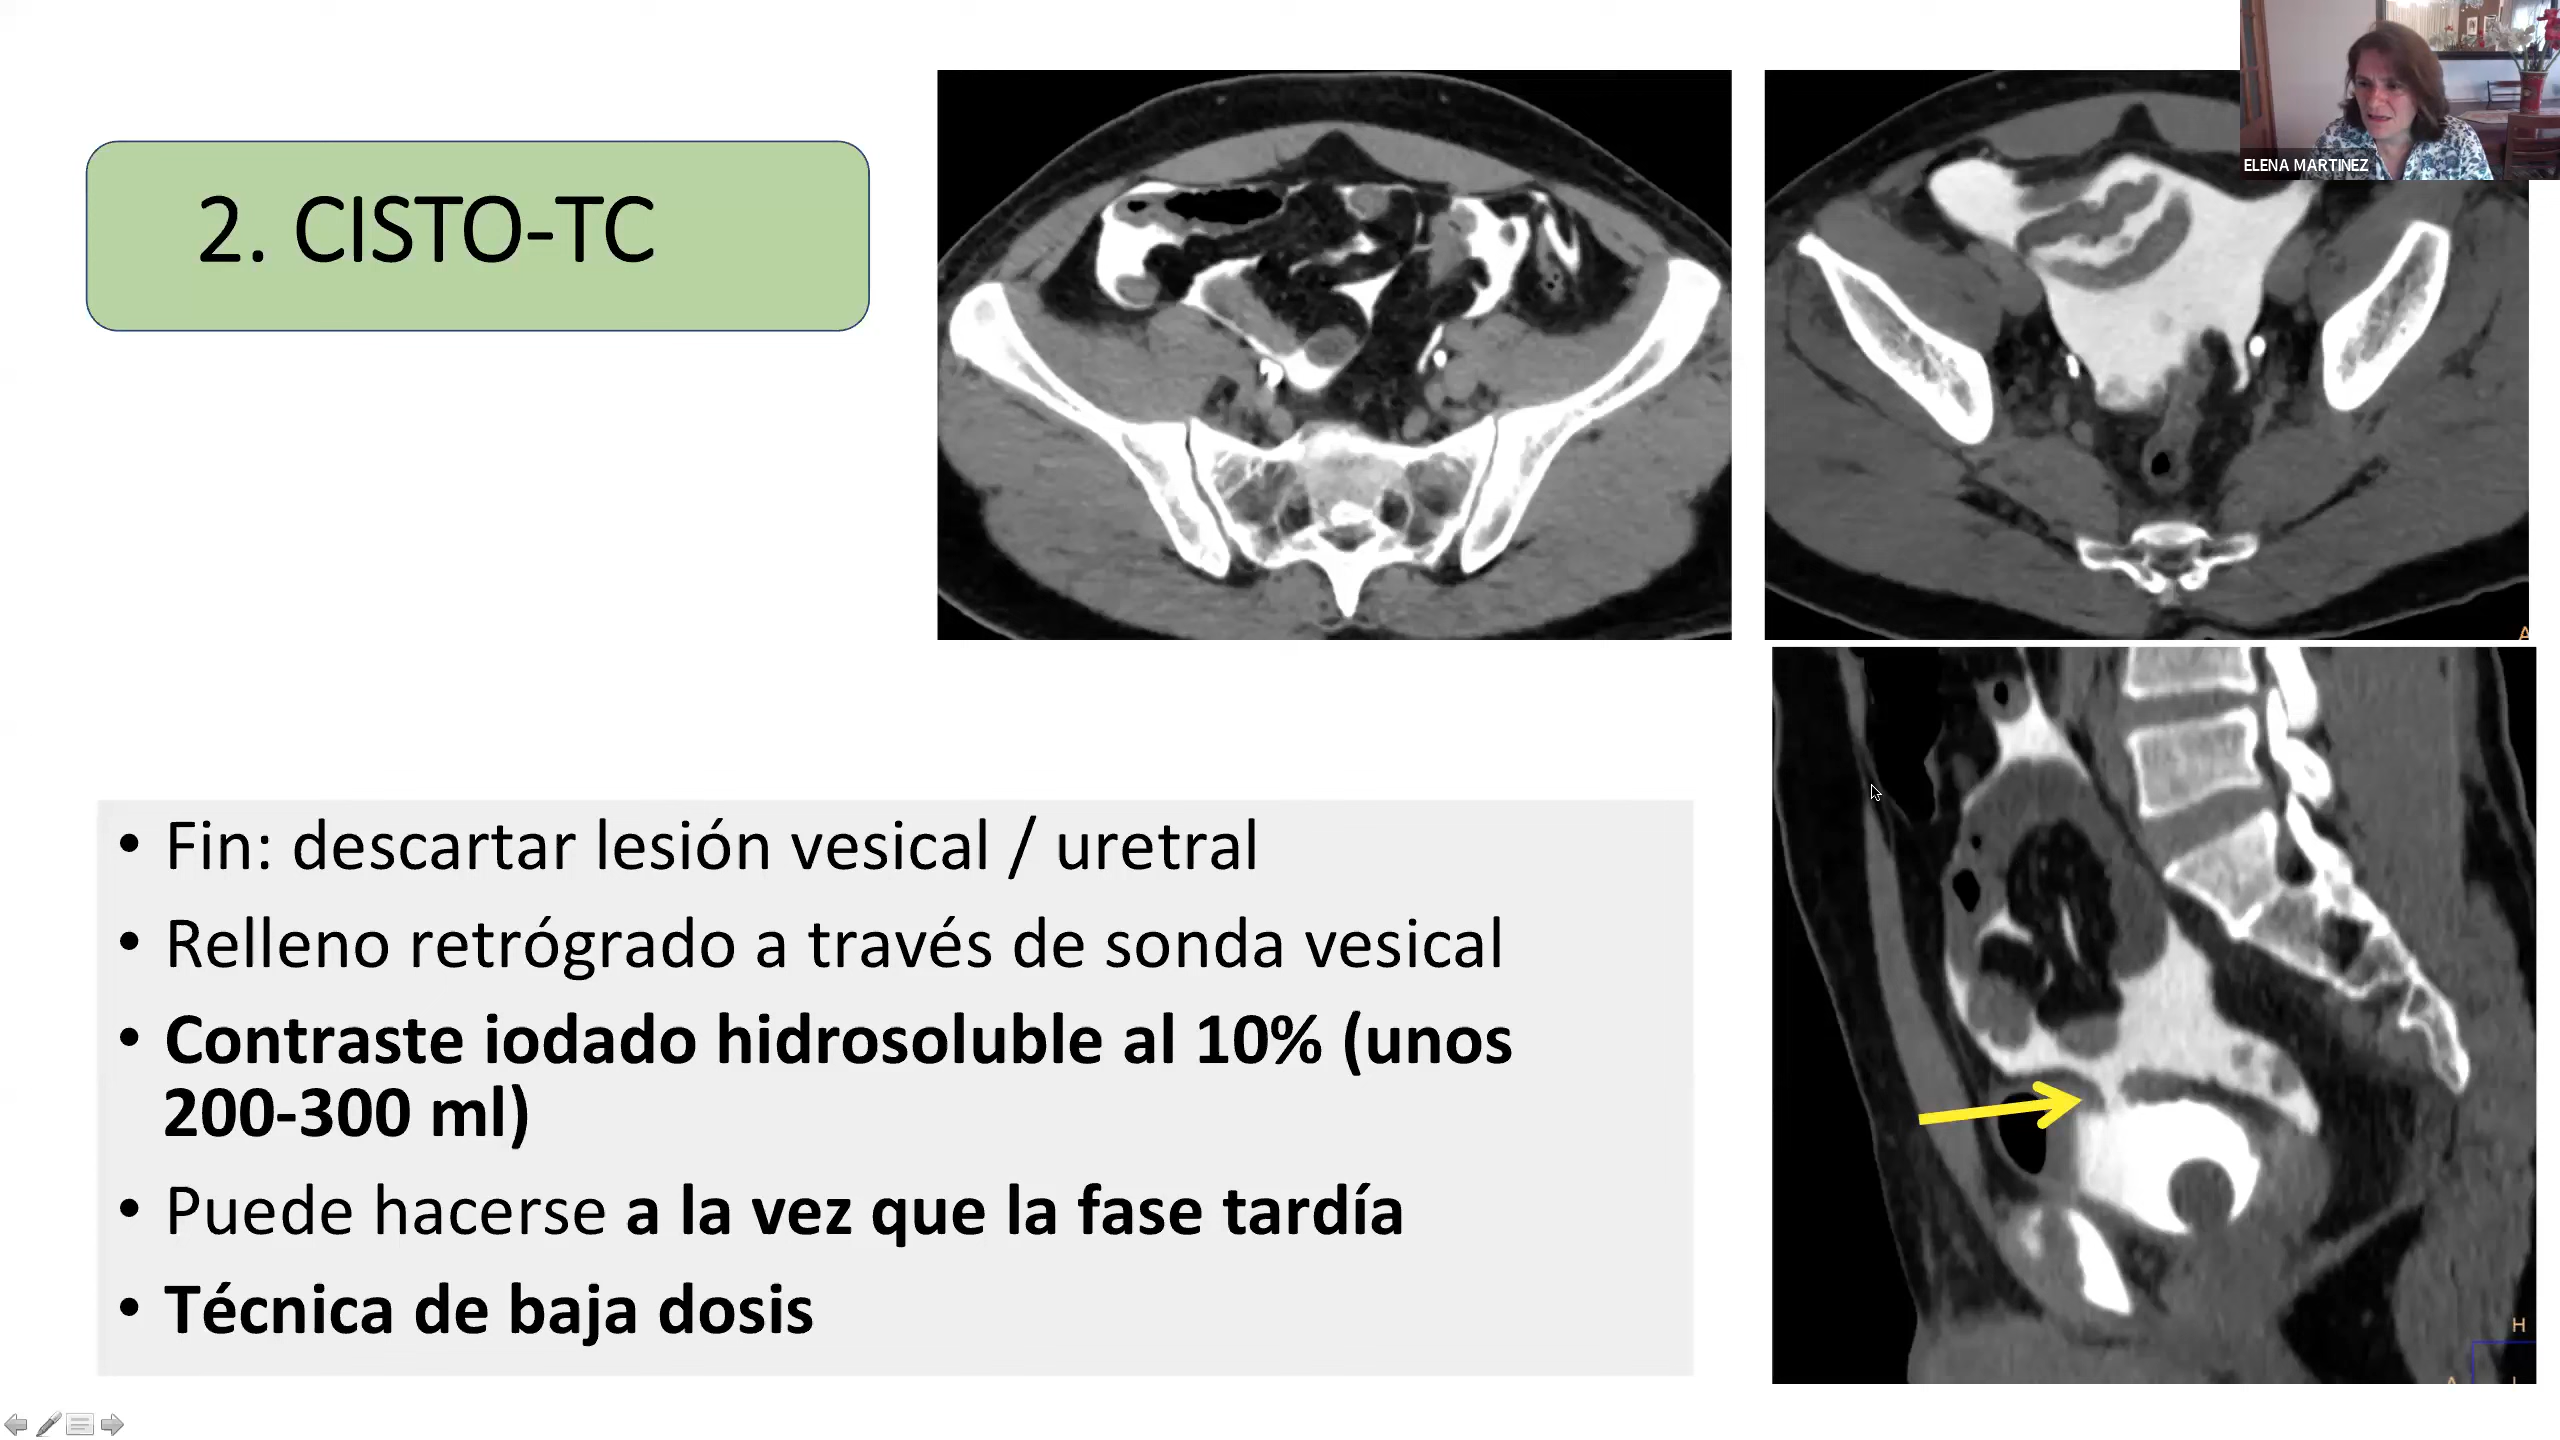 ELENA MARTINEZ
2. CISTO-TC
A
• Fin: descartar lesión vesical / uretral
• Relleno retrógrado a través de sonda vesical
• Contraste iodado hidrosoluble al 10% (unos
200-300 ml)
• Puede hacerse a la vez que la fase tardía
• Técnica de baja dosis
H